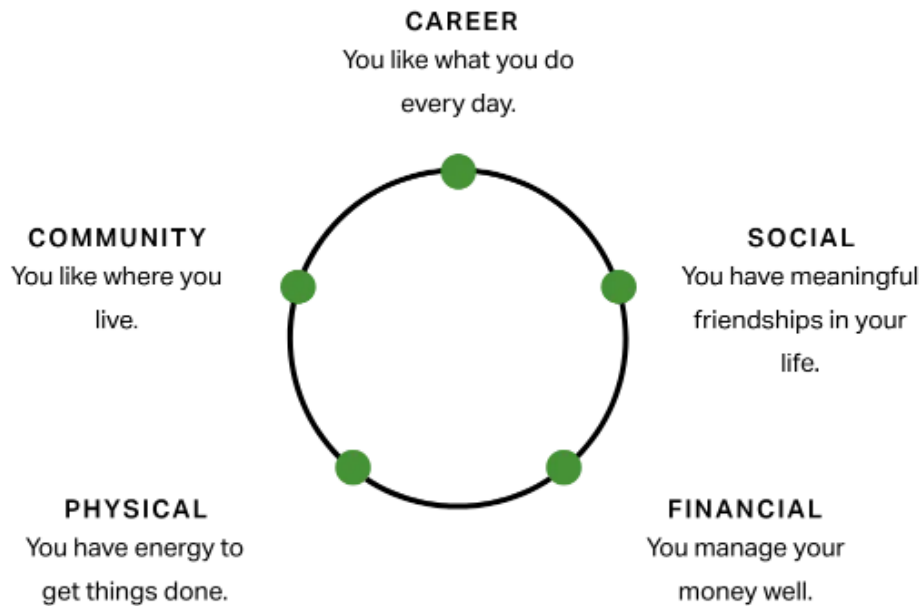 CAREER
You like what you do
every day.
COMMUNITY
You like where you
live.
SOCIAL
You have meaningful
friendships in your
life.
PHYSICAL
You have energy to
get things done.
FINANCIAL
You manage your
money well.